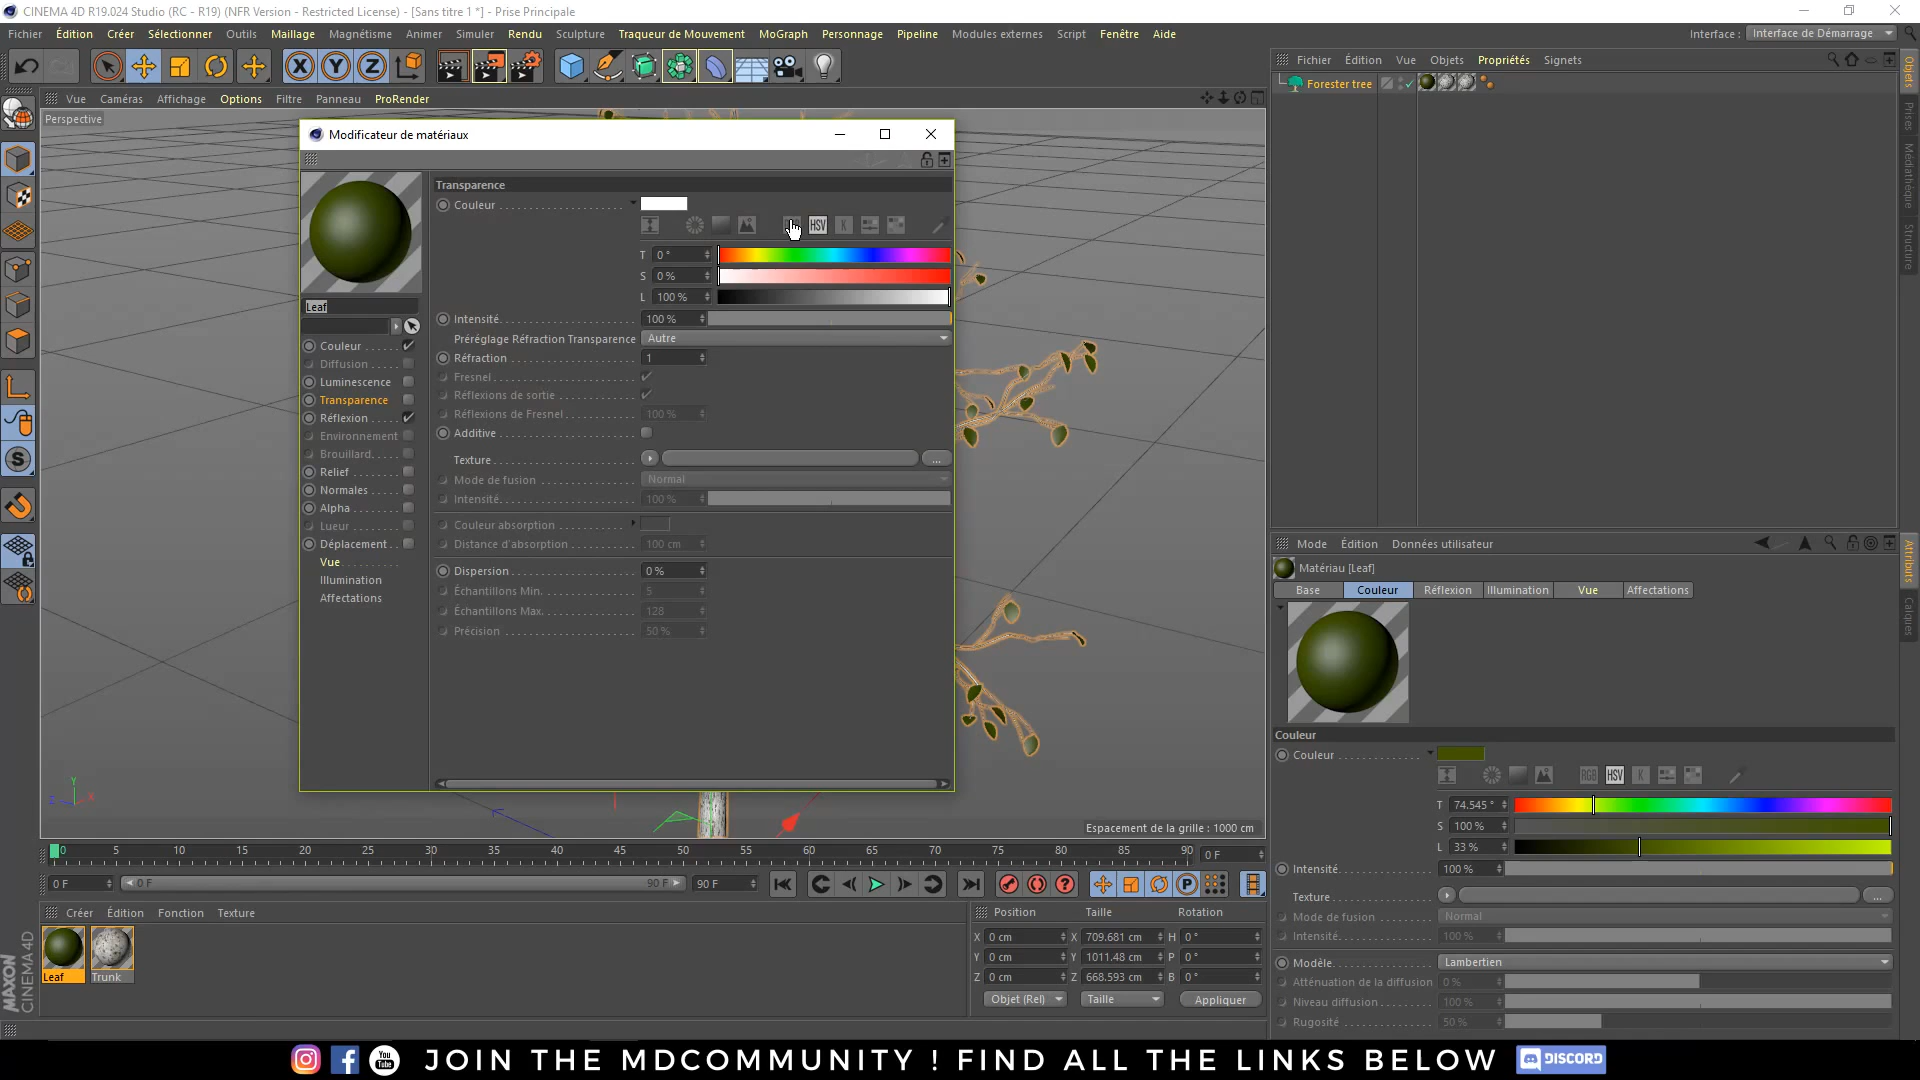 CINEMA 4D R19.024 Studio (RC - R19) (NFR Version - Restricted License) - [Sans titre 1 *] - Prise Principale
Fichier Édition Créer Sélectionner Outils Maillage Magnétisme Animer Simuler Rendu Sculpture Traqueur de Mouvement MoGraph Personnage Pipeline Modules externes Script Fenêtre Aide Interface : Interface de Démarrage
X Y Z
Vue Caméras Affichage Options Filtre Panneau ProRender
Perspective
Modificateur de matériaux
Transparence
Couleur
HSV K
T 0 °
S 0 %
L 100 %
Leaf
Intensité 100 %
Préréglage Réfraction Transparence Autre
Réfraction 1
Fresnel
Réflexions de sortie
Réflexions de Fresnel 100 %
Additive
Texture ...
Mode de fusion Normal
Intensité 100 %
Couleur absorption
Distance d'absorption 100 cm
Dispersion 0 %
Échantillons Min. 5
Échantillons Max. 128
Précision 50 %
Couleur
Diffusion
Luminescence
Transparence
Réflexion
Environnement
Brouillard
Relief
Normales
Alpha
Lueur
Déplacement
Vue
Illumination
Affectations
Y
Z X
Espacement de la grille : 1000 cm
Fichier Édition Vue Objets Propriétés Signets
Forester tree
Objets
Prises
Médiathèque
Structure
Mode Édition Données utilisateur
Matériau [Leaf]
Base Couleur Réflexion Illumination Vue Affectations
Attributs
Calques
Couleur
Couleur
RGB HSV K
T 74.545 °
S 100 %
L 33 %
Intensité 100 %
Texture ...
Mode de fusion Normal
Intensité 100 %
Modèle Lambertien
Atténuation de la diffusion 0 %
Niveau diffusion 100 %
Rugosité 50 %
0 5 10 15 20 25 30 35 40 45 50 55 60 65 70 75 80 85 90 0 F
0 F 0 F 90 F 90 F
Créer Édition Fonction Texture
Leaf Trunk
MAXON
CINEMA 4D
Position Taille Rotation
X 0 cm X 709.681 cm H 0 °
Y 0 cm Y 1011.48 cm P 0 °
Z 0 cm Z 668.593 cm B 0 °
Objet (Rel) Taille Appliquer
You Tube JOIN THE MDCOMMUNITY ! FIND ALL THE LINKS BELOW DISCORD